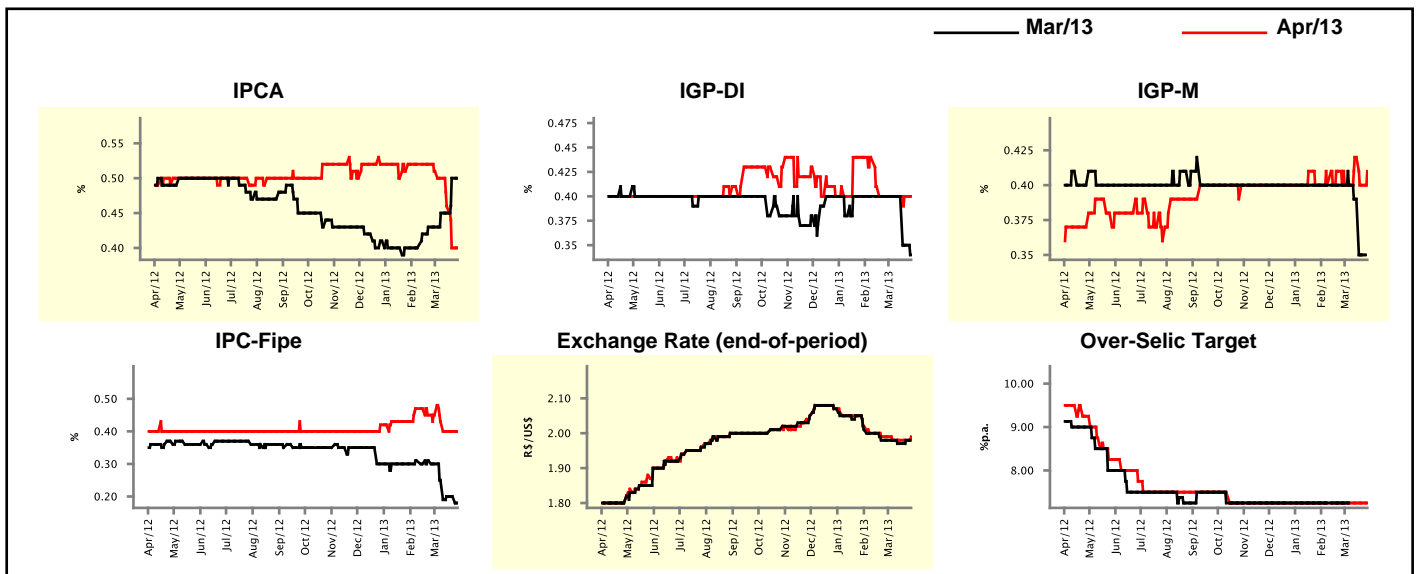 Mar/13 Apr/13
IPCA
0.55
0.50
0.45
0.40
%
Apr/12 May/12 Jun/12 Jul/12 Aug/12 Sep/12 Oct/12 Nov/12 Dec/12 Jan/13 Feb/13 Mar/13
IGP-DI
0.475
0.45
0.425
0.40
0.375
0.35
%
Apr/12 May/12 Jun/12 Jul/12 Aug/12 Sep/12 Oct/12 Nov/12 Dec/12 Jan/13 Feb/13 Mar/13
IGP-M
0.425
0.40
0.375
0.35
%
Apr/12 May/12 Jun/12 Jul/12 Aug/12 Sep/12 Oct/12 Nov/12 Dec/12 Jan/13 Feb/13 Mar/13
IPC-Fipe
0.50
0.40
0.30
0.20
%
Apr/12 May/12 Jun/12 Jul/12 Aug/12 Sep/12 Oct/12 Nov/12 Dec/12 Jan/13 Feb/13 Mar/13
Exchange Rate (end-of-period)
2.10
2.00
1.90
1.80
R$/US$
Apr/12 May/12 Jun/12 Jul/12 Aug/12 Sep/12 Oct/12 Nov/12 Dec/12 Jan/13 Feb/13 Mar/13
Over-Selic Target
10.00
9.00
8.00
%p.a.
Apr/12 May/12 Jun/12 Jul/12 Aug/12 Sep/12 Oct/12 Nov/12 Dec/12 Jan/13 Feb/13 Mar/13